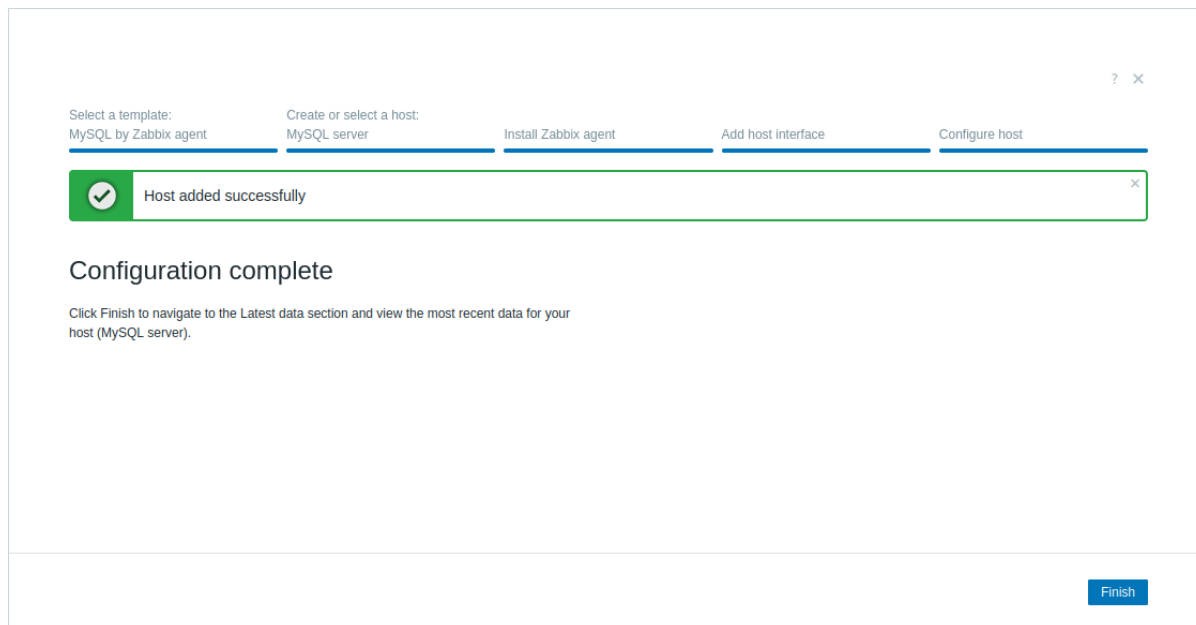 ?
Select a template:
MySQL by Zabbix agent
Create or select a host:
MySQL server
Install Zabbix agent
Add host interface
Configure host
Host added successfully
Configuration complete
Click Finish to navigate to the Latest data section and view the most recent data for your
host (MySQL server).
Finish